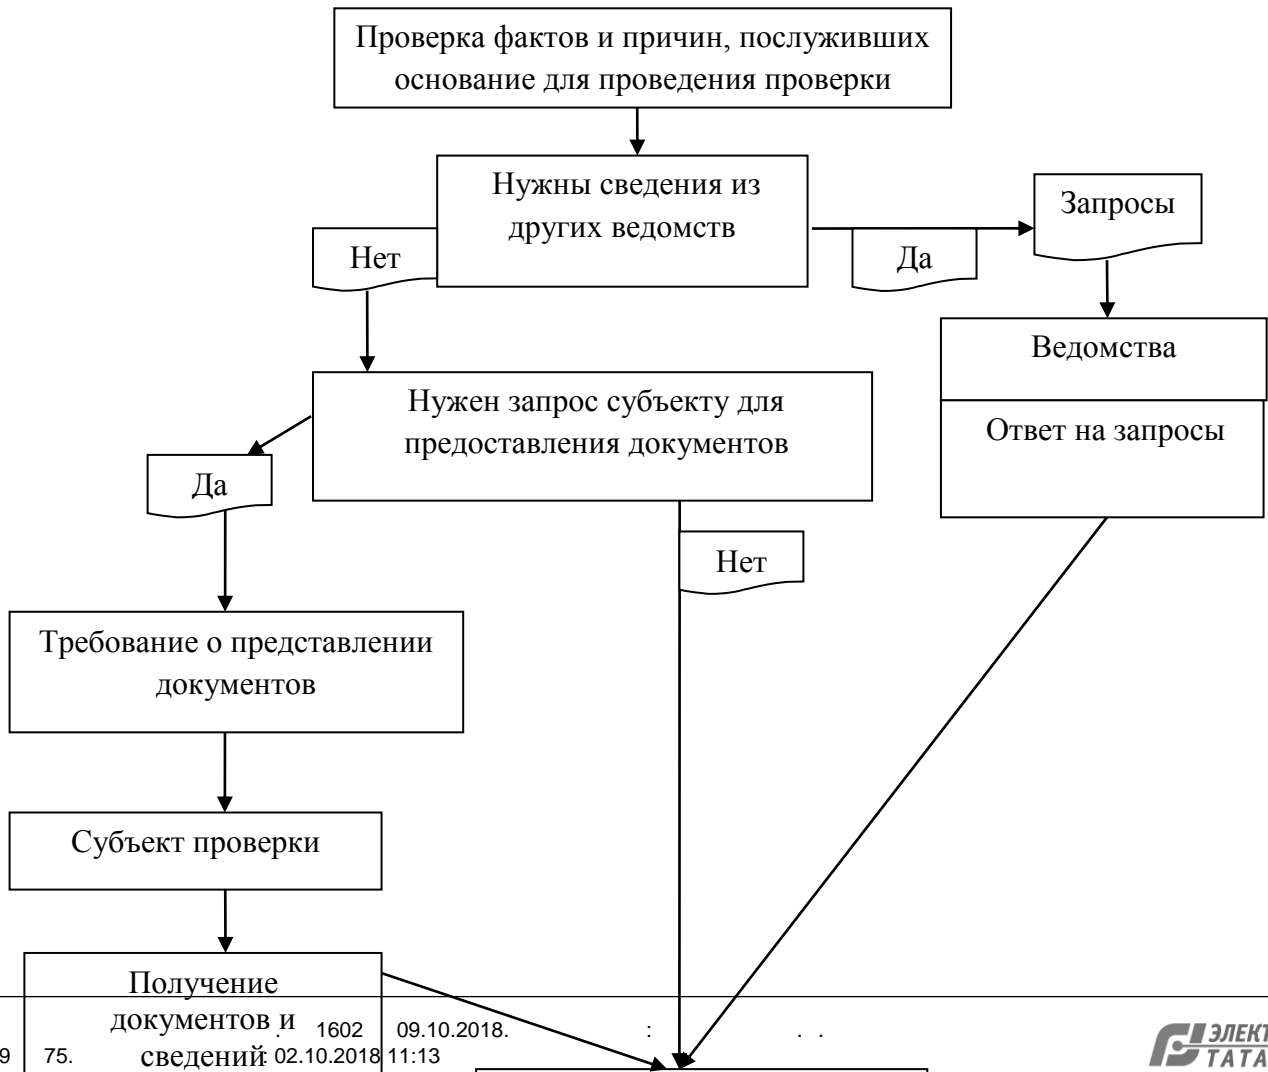 Проверка фактов и причин, послуживших
основание для проведения проверки
Нужны сведения из
других ведомств
Запросы
Нет
Да
Ведомства
Нужен запрос субъекту для
предоставления документов
Ответ на запросы
Да
Нет
Требование о представлении
документов
Субъект проверки
Получение
документов и
сведений
. 1602 09.10.2018. : . .
9 75. : 02.10.2018 11:13
ЭЛЕКТ
ТАТА